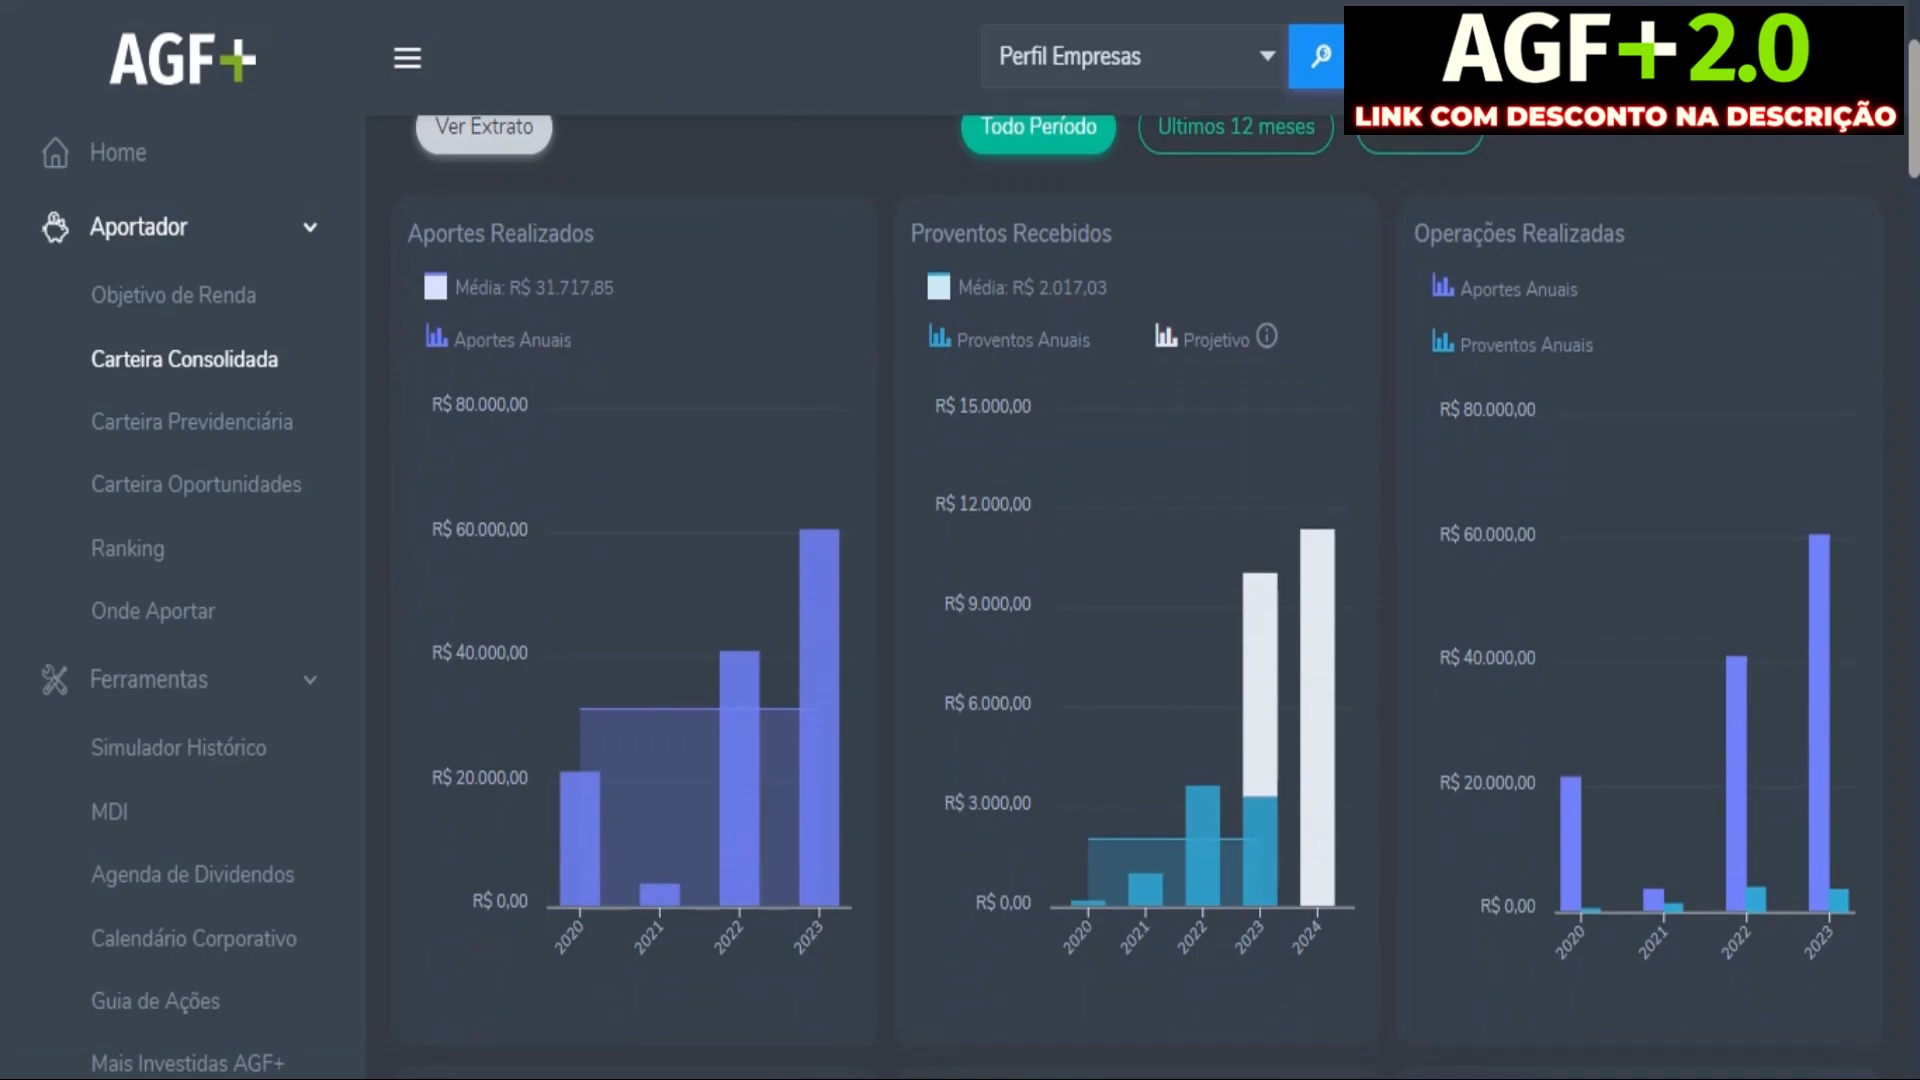 AGF+
Perfil Empresas
AGF+ 2.0
LINK COM DESCONTO NA DESCRIÇÃO
Home
Aportador
Objetivo de Renda
Carteira Consolidada
Carteira Previdenciária
Carteira Oportunidades
Ranking
Onde Aportar
Ferramentas
Simulador Histórico
MDI
Agenda de Dividendos
Calendário Corporativo
Guia de Ações
Mais Investidas AGF+
Ver Extrato
Todo Período
Últimos 12 meses
Aportes Realizados
Média: R$ 31.717,85
Aportes Anuais
R$ 80.000,00
R$ 60.000,00
R$ 40.000,00
R$ 20.000,00
R$ 0,00
2020
2021
2022
2023
Proventos Recebidos
Média: R$ 2.017,03
Proventos Anuais
Projetivo
R$ 15.000,00
R$ 12.000,00
R$ 9.000,00
R$ 6.000,00
R$ 3.000,00
R$ 0,00
2020
2021
2022
2023
2024
Operações Realizadas
Aportes Anuais
Proventos Anuais
R$ 80.000,00
R$ 60.000,00
R$ 40.000,00
R$ 20.000,00
R$ 0,00
2020
2021
2022
2023